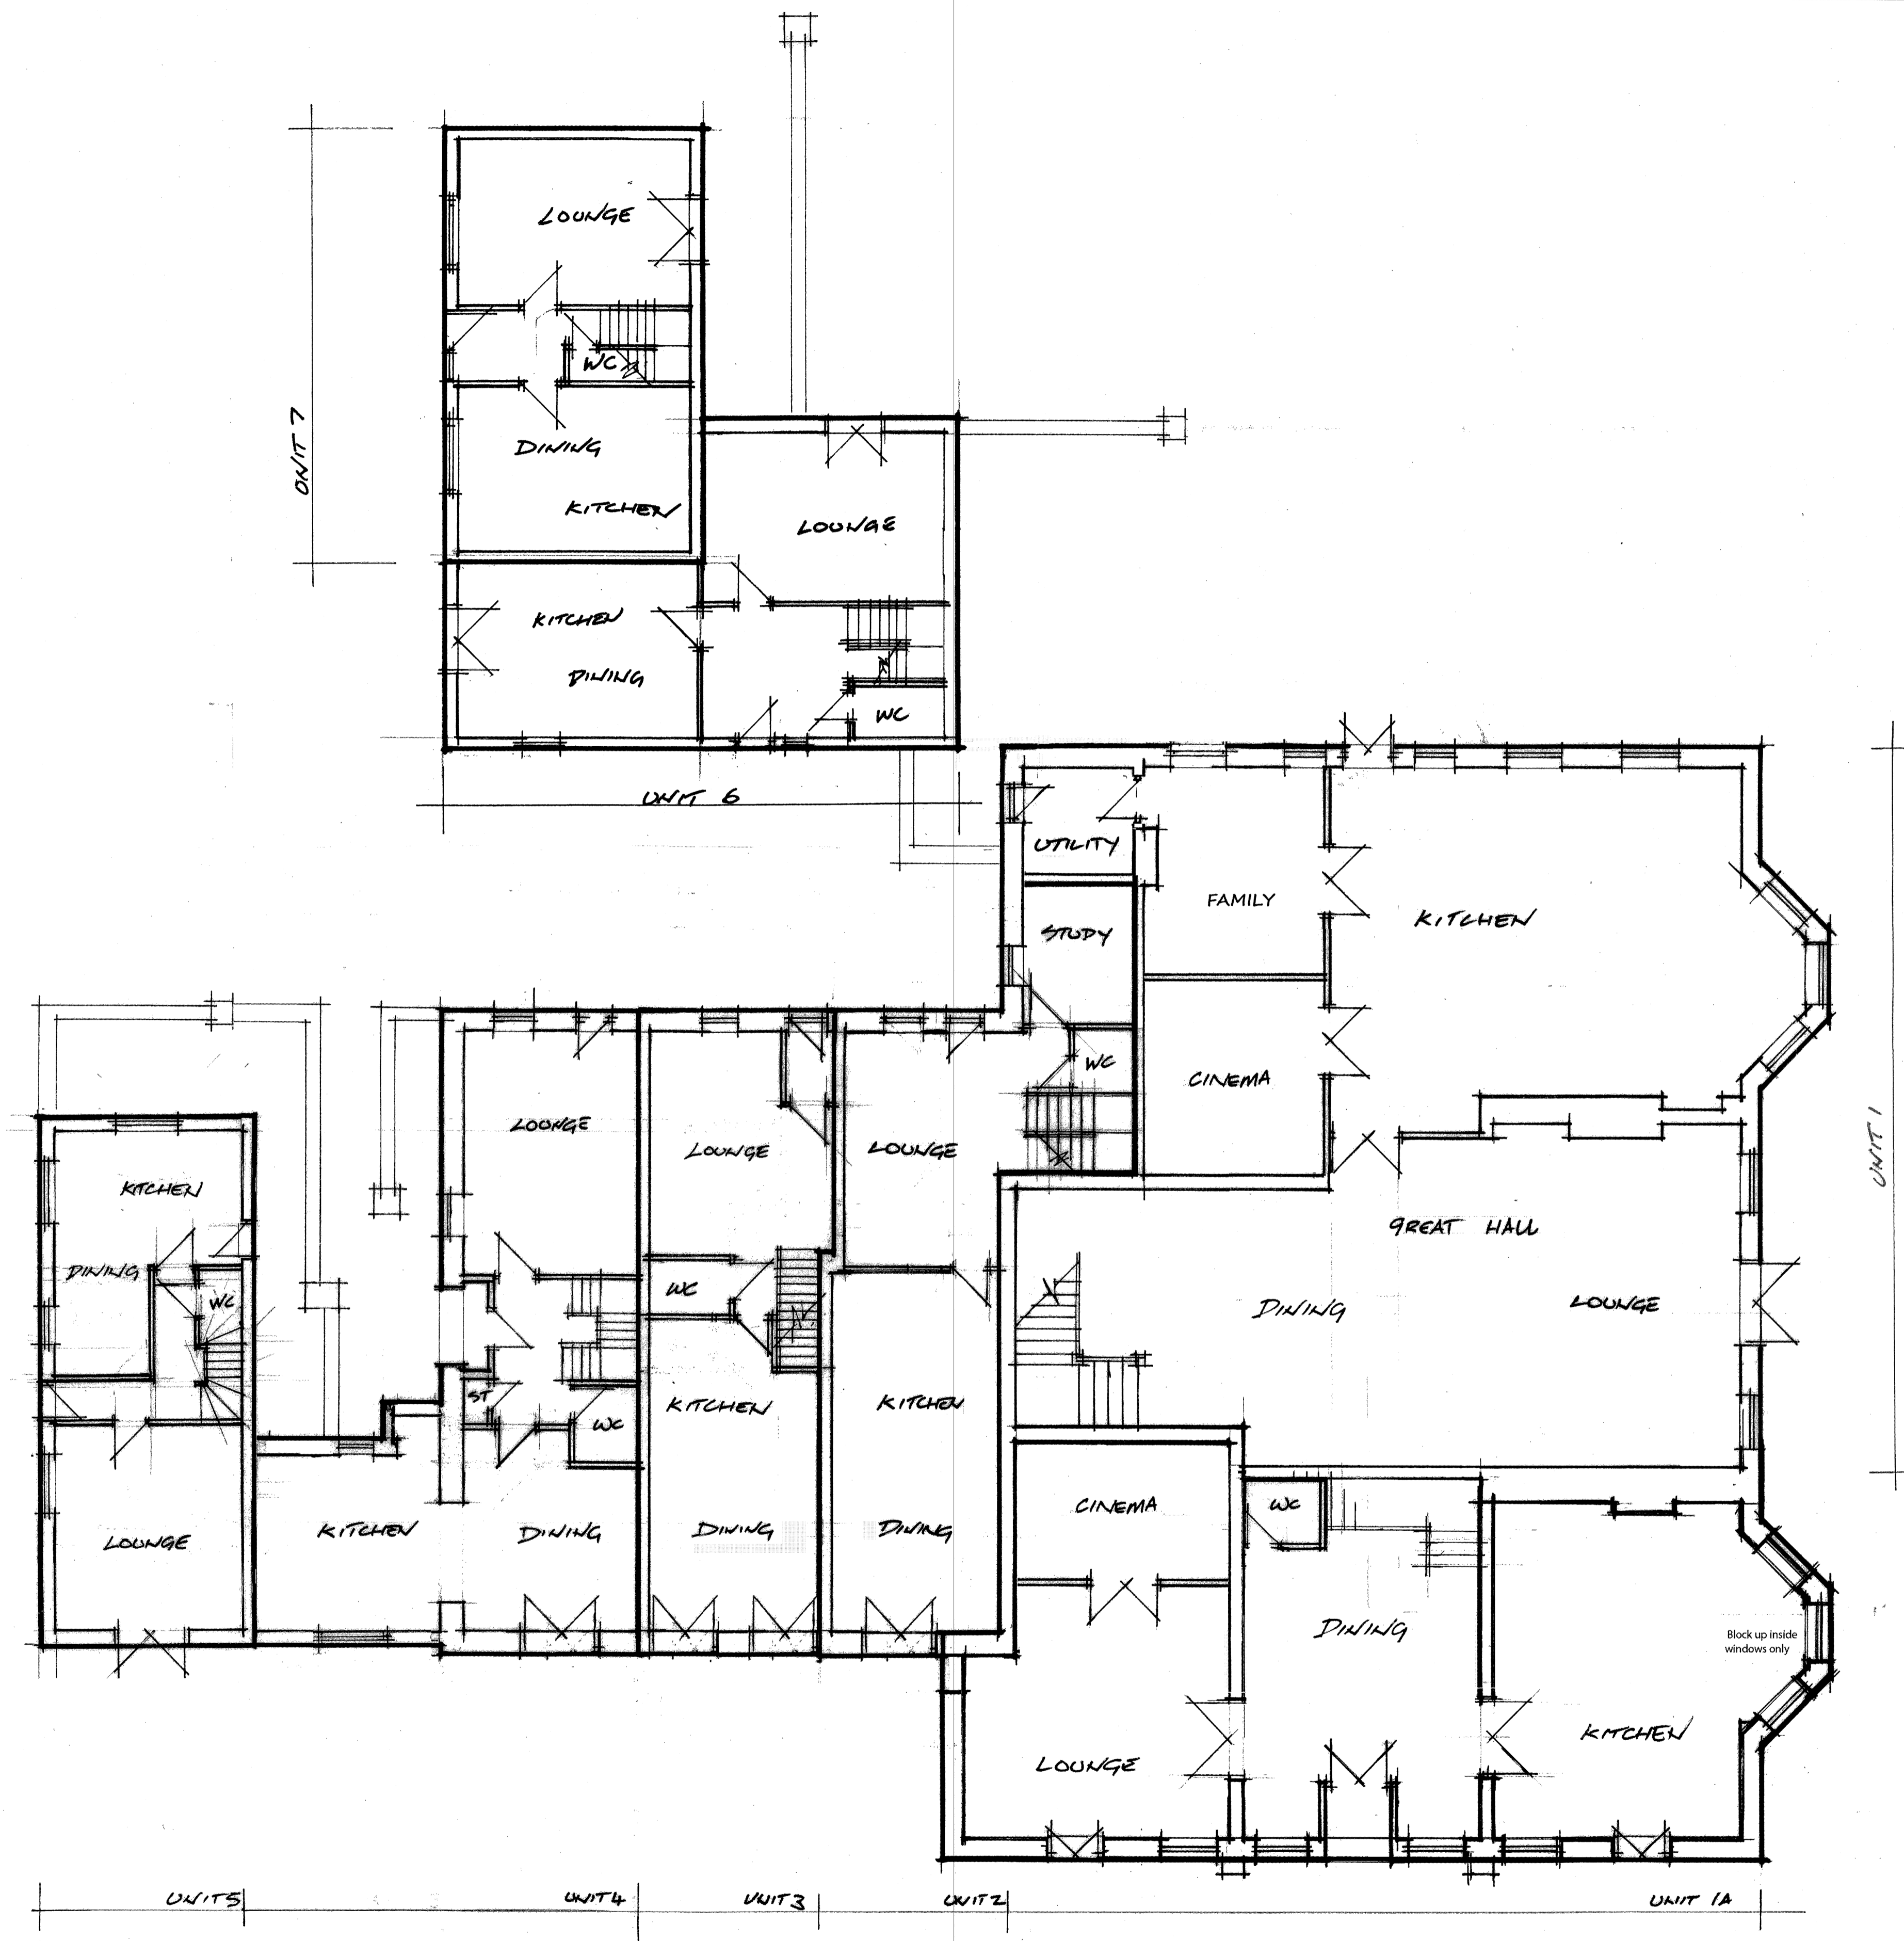 LOUNGE
WC
DINING
UNIT 7
KITCHEN
LOUNGE
KITCHEN
DINING
WC
UNIT 6
UTILITY
FAMILY
KITCHEN
STUDY
WC
CINEMA
UNIT 1
LOUNGE
LOUNGE
LOUNGE
KITCHEN
GREAT HALL
DINING
WC
WC
DINING
LOUNGE
ST
WC
KITCHEN
KITCHEN
CINEMA
WC
LOUNGE
KITCHEN
DINING
DINING
DINING
DINING
Block up inside
windows only
LOUNGE
KITCHEN
UNIT 5
UNIT 4
UNIT 3
UNIT 2
UNIT 1A